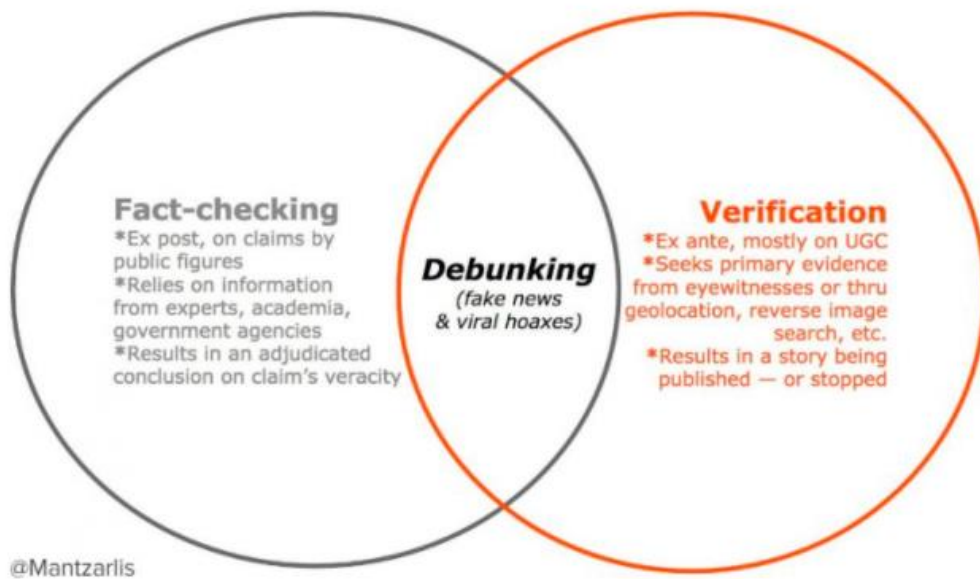 Fact-checking
*Ex post, on claims by
public figures
*Relies on information
from experts, academia,
government agencies
*Results in an adjudicated
conclusion on claim's veracity
Debunking
(fake news
& viral hoaxes)
Verification
*Ex ante, mostly on UGC
*Seeks primary evidence
from eyewitnesses or thru
geolocation, reverse image
search, etc.
*Results in a story being
published — or stopped
@Mantzarlis